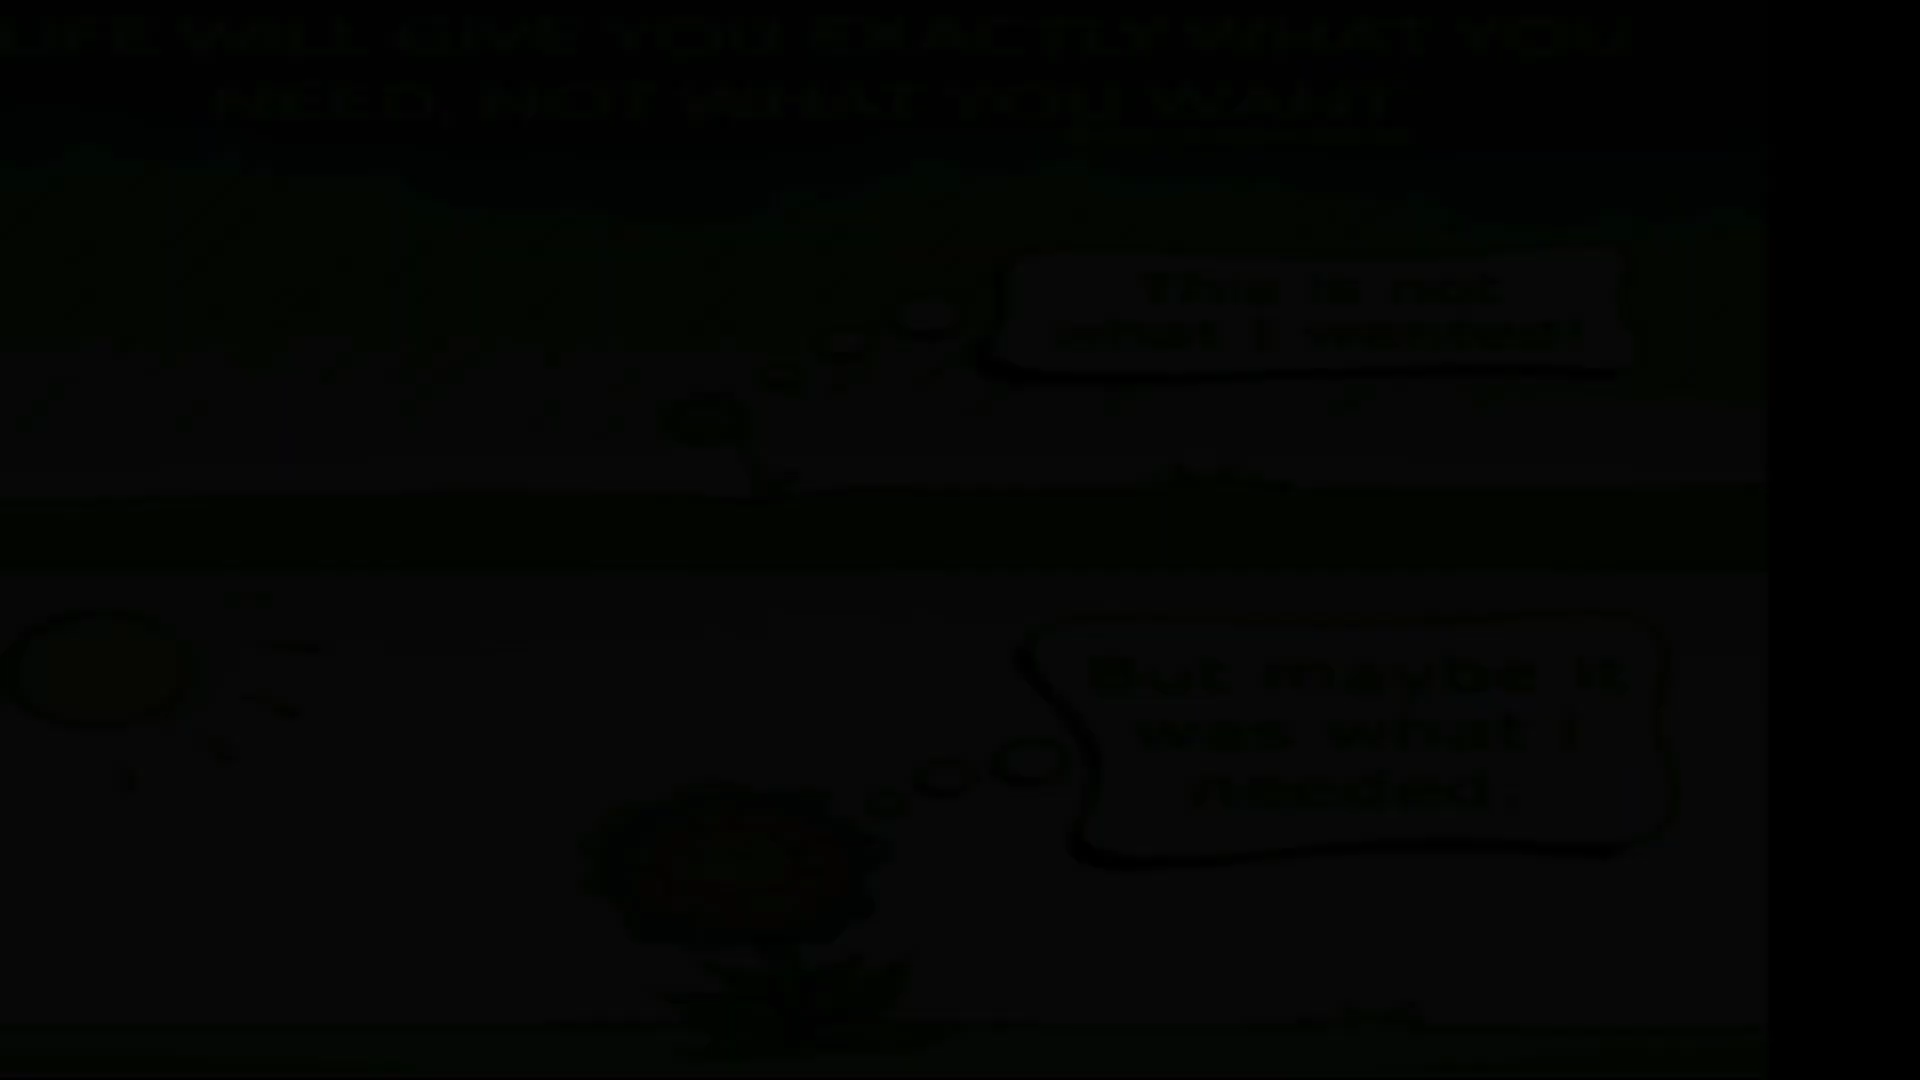 LIFE WILL GIVE YOU EXACTLY WHAT YOU
NEED, NOT WHAT YOU WANT
This is not
what I wanted!
But maybe it
was what I
needed.